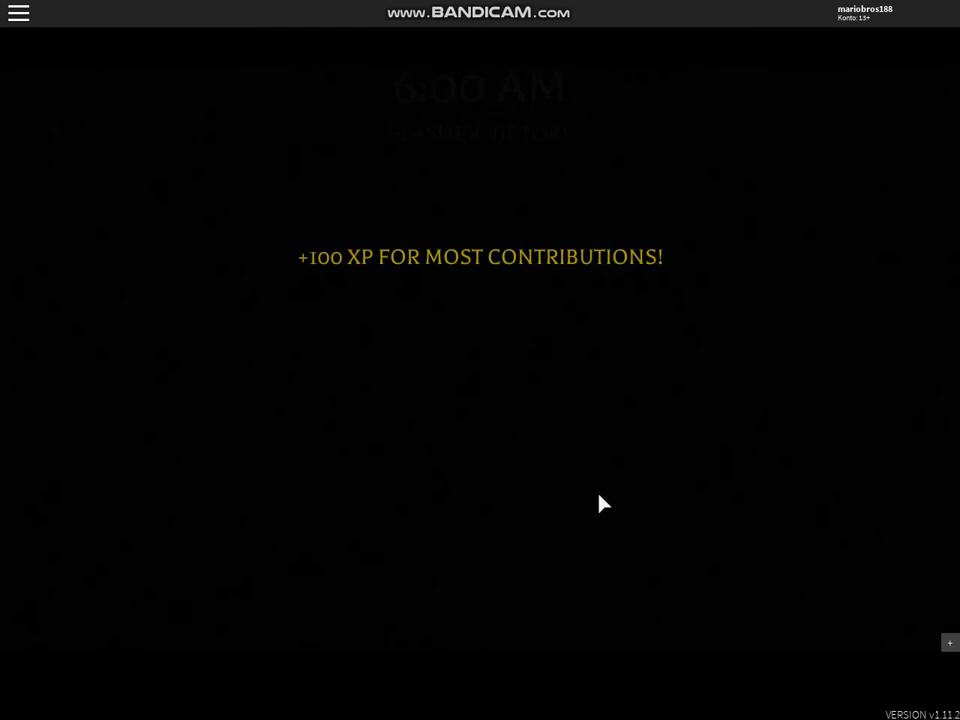 www.BANDICAM.com
mariobros188
Konto: 13+
6:00 AM
+100 XP FOR MOST CONTRIBUTIONS!
+
VERSION v1.11.2